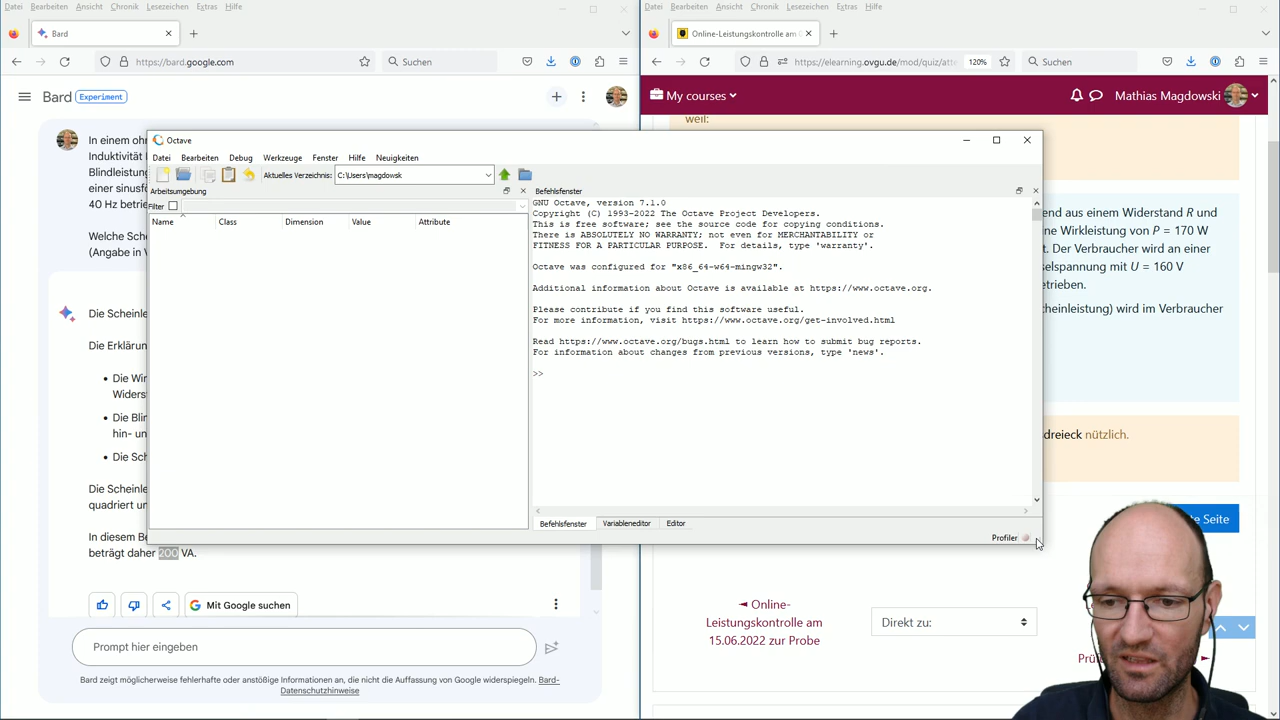 Datei Bearbeiten Ansicht Chronik Lesezeichen Extras Hilfe
Bard
https://bard.google.com
Suchen
Bard Experiment
In einem ohn
Induktivität
Blindleistung
einer sinusfo
40 Hz betrie
Welche Sche
(Angabe in V
Die Scheinle
Die Erkläru
Die Wir
Widers
Die Bli
hin- un
Die Sch
Die Scheinle
quadriert un
In diesem Be
beträgt daher 200 VA.
Mit Google suchen
Prompt hier eingeben
Bard zeigt möglicherweise fehlerhafte oder anstößige Informationen an, die nicht die Auffassung von Google widerspiegeln. Bard-
Datenschutzhinweise
Octave
Datei Bearbeiten Debug Werkzeuge Fenster Hilfe Neuigkeiten
Aktuelles Verzeichnis: C:\Users\magdowsk
Arbeitsumgebung
Filter
Name Class Dimension Value Attribute
Befehlsfenster
GNU Octave, version 7.1.0
Copyright (C) 1993-2022 The Octave Project Developers.
This is free software; see the source code for copying conditions.
There is ABSOLUTELY NO WARRANTY; not even for MERCHANTABILITY or
FITNESS FOR A PARTICULAR PURPOSE.  For details, type 'warranty'.
Octave was configured for "x86_64-w64-mingw32".
Additional information about Octave is available at https://www.octave.org.
Please contribute if you find this software useful.
For more information, visit https://www.octave.org/get-involved.html
Read https://www.octave.org/bugs.html to learn how to submit bug reports.
For information about changes from previous versions, type 'news'.
>>
Befehlsfenster Variableneditor Editor
Profiler
Datei Bearbeiten Ansicht Chronik Lesezeichen Extras Hilfe
Online-Leistungskontrolle am
https://elearning.ovgu.de/mod/quiz/atte
120%
Suchen
My courses
Mathias Magdowski
weil:
end aus einem Widerstand R und
ne Wirkleistung von P = 170 W
t. Der Verbraucher wird an einer
selspannung mit U = 160 V
etrieben.
cheinleistung) wird im Verbraucher
dreieck nützlich.
te Seite
◄ Online-
Leistungskontrolle am
15.06.2022 zur Probe
Direkt zu:
Prü